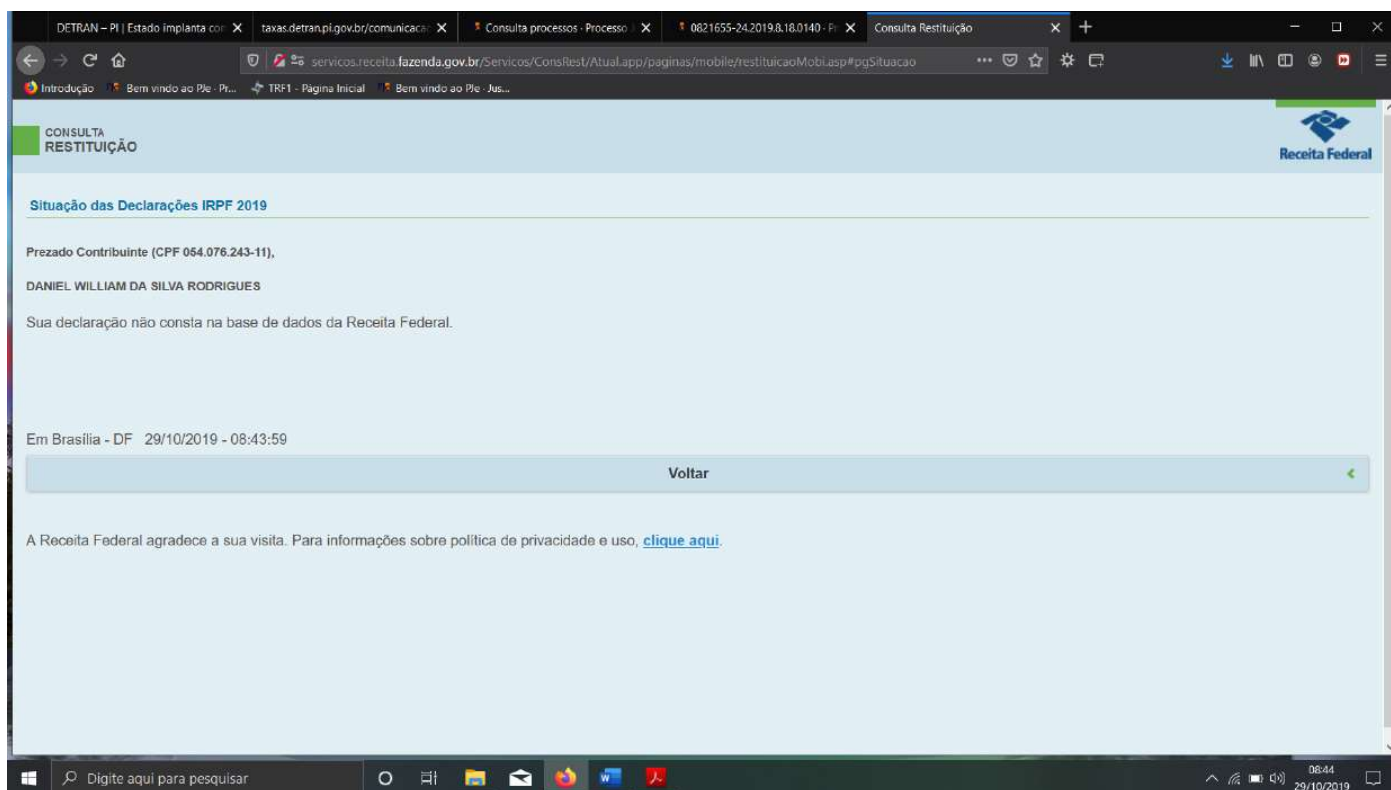 DETRAN – PI | Estado implanta con
taxas.detran.pi.gov.br/comunicaca
Consulta processos - Processo
0821655-24.2019.8.18.0140 - Pr
Consulta Restituição
servicos.receita.fazenda.gov.br/Servicos/ConsRest/Atual.app/paginas/mobile/restituicaoMobi.asp#pgSituacao
Introdução
Bem vindo ao PJe - Pr...
TRF1 - Página Inicial
Bem vindo ao PJe - Jus...
CONSULTA
RESTITUIÇÃO
Receita Federal
Situação das Declarações IRPF 2019
Prezado Contribuinte (CPF 054.076.243-11),
DANIEL WILLIAM DA SILVA RODRIGUES
Sua declaração não consta na base de dados da Receita Federal.
Em Brasília - DF 29/10/2019 - 08:43:59
Voltar
A Receita Federal agradece a sua visita. Para informações sobre política de privacidade e uso, clique aqui.
Digite aqui para pesquisar
08:44
29/10/2019